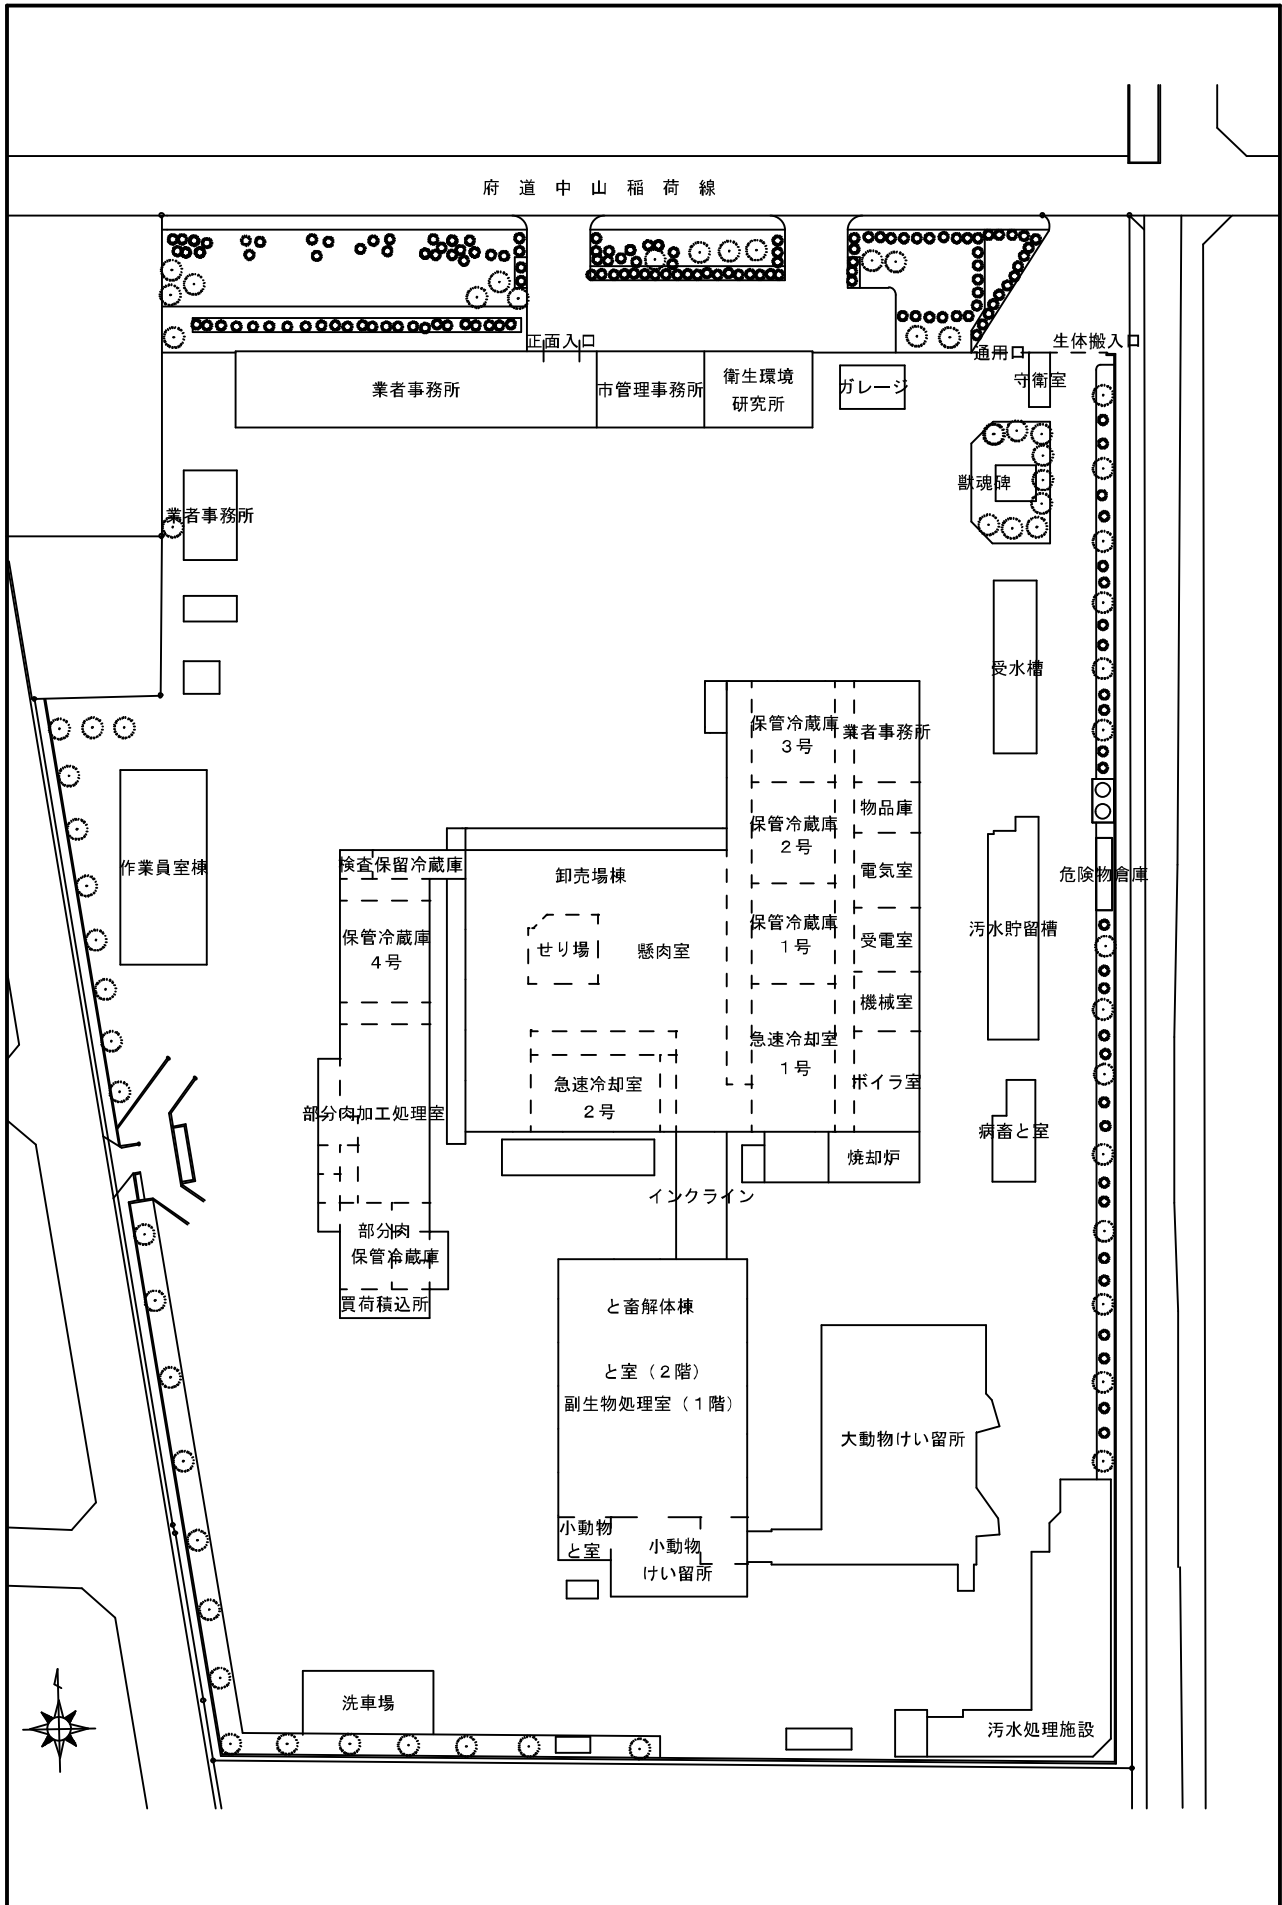 府道中山稲荷線
正面入口
通用口
生体搬入口
業者事務所
市管理事務所
衛生環境
研究所
ガレージ
守衛室
獣魂碑
業者事務所
受水槽
保管冷蔵庫
3号
業者事務所
物品庫
保管冷蔵庫
2号
電気室
作業員室棟
検査保留冷蔵庫
卸売場棟
危険物倉庫
保管冷蔵庫
4号
せり場
懸肉室
保管冷蔵庫
1号
受電室
汚水貯留槽
機械室
急速冷却室
1号
急速冷却室
2号
ボイラ室
部分肉加工処理室
焼却炉
病畜と室
インクライン
部分肉
保管冷蔵庫
買荷積込所
と畜解体棟
と室(2階)
副生物処理室(1階)
大動物けい留所
小動物
と室
小動物
けい留所
洗車場
汚水処理施設